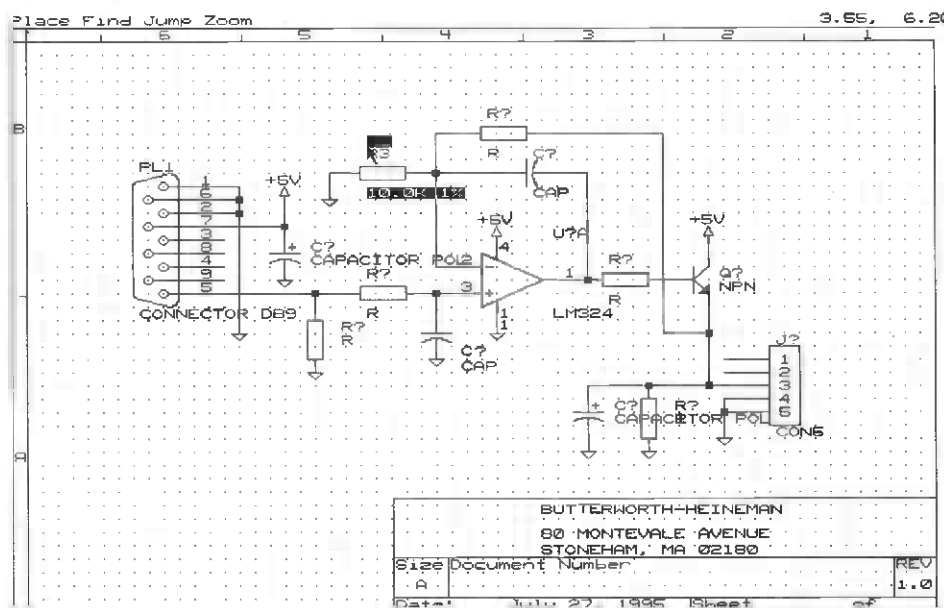 Place Find Jump Zoom
3.55, 6.20
6 5 4 3 2 1
B
A
PL1
1
6
2
7
3
8
4
9
5
CONNECTOR DB9
+5V
C?
CAPACITOR POL
R3
10.0K 1%
R?
R
C?
CAP
+5V
4
2
3
1
1
1
U?A
LM324
R?
R
R?
R
C?
CAP
R?
R
+5V
Q?
NPN
C?
CAPACITOR POL
R?
J?
1
2
3
4
5
CON5
BUTTERWORTH-HEINEMAN
80 MONTEVALE AVENUE
STONEHAM, MA 02180
Size
Document Number
REV
A
1.0
Date:
July 27, 1995
Sheet
of